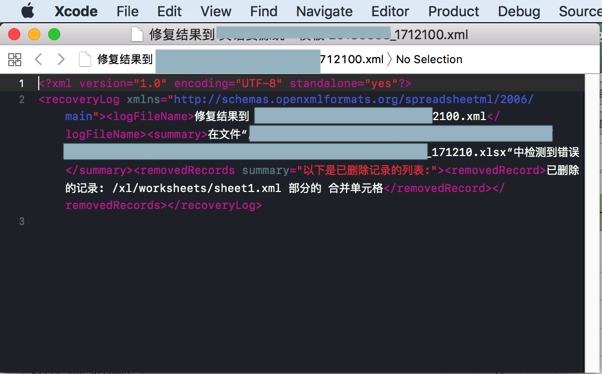 Xcode File Edit View Find Navigate Editor Product Debug Source
修复结果到 _1712100.xml
修复结果到 712100.xml 〉 No Selection
1 <?xml version="1.0" encoding="UTF-8" standalone="yes"?>
2 <recoveryLog xmlns="http://schemas.openxmlformats.org/spreadsheetml/2006/
main"><logFileName>修复结果到 2100.xml</
logFileName><summary>在文件“
_171210.xlsx”中检测到错误
</summary><removedRecords summary="以下是已删除记录的列表:"><removedRecord>已删除
的记录: /xl/worksheets/sheet1.xml 部分的 合并单元格</removedRecord></
removedRecords></recoveryLog>
3